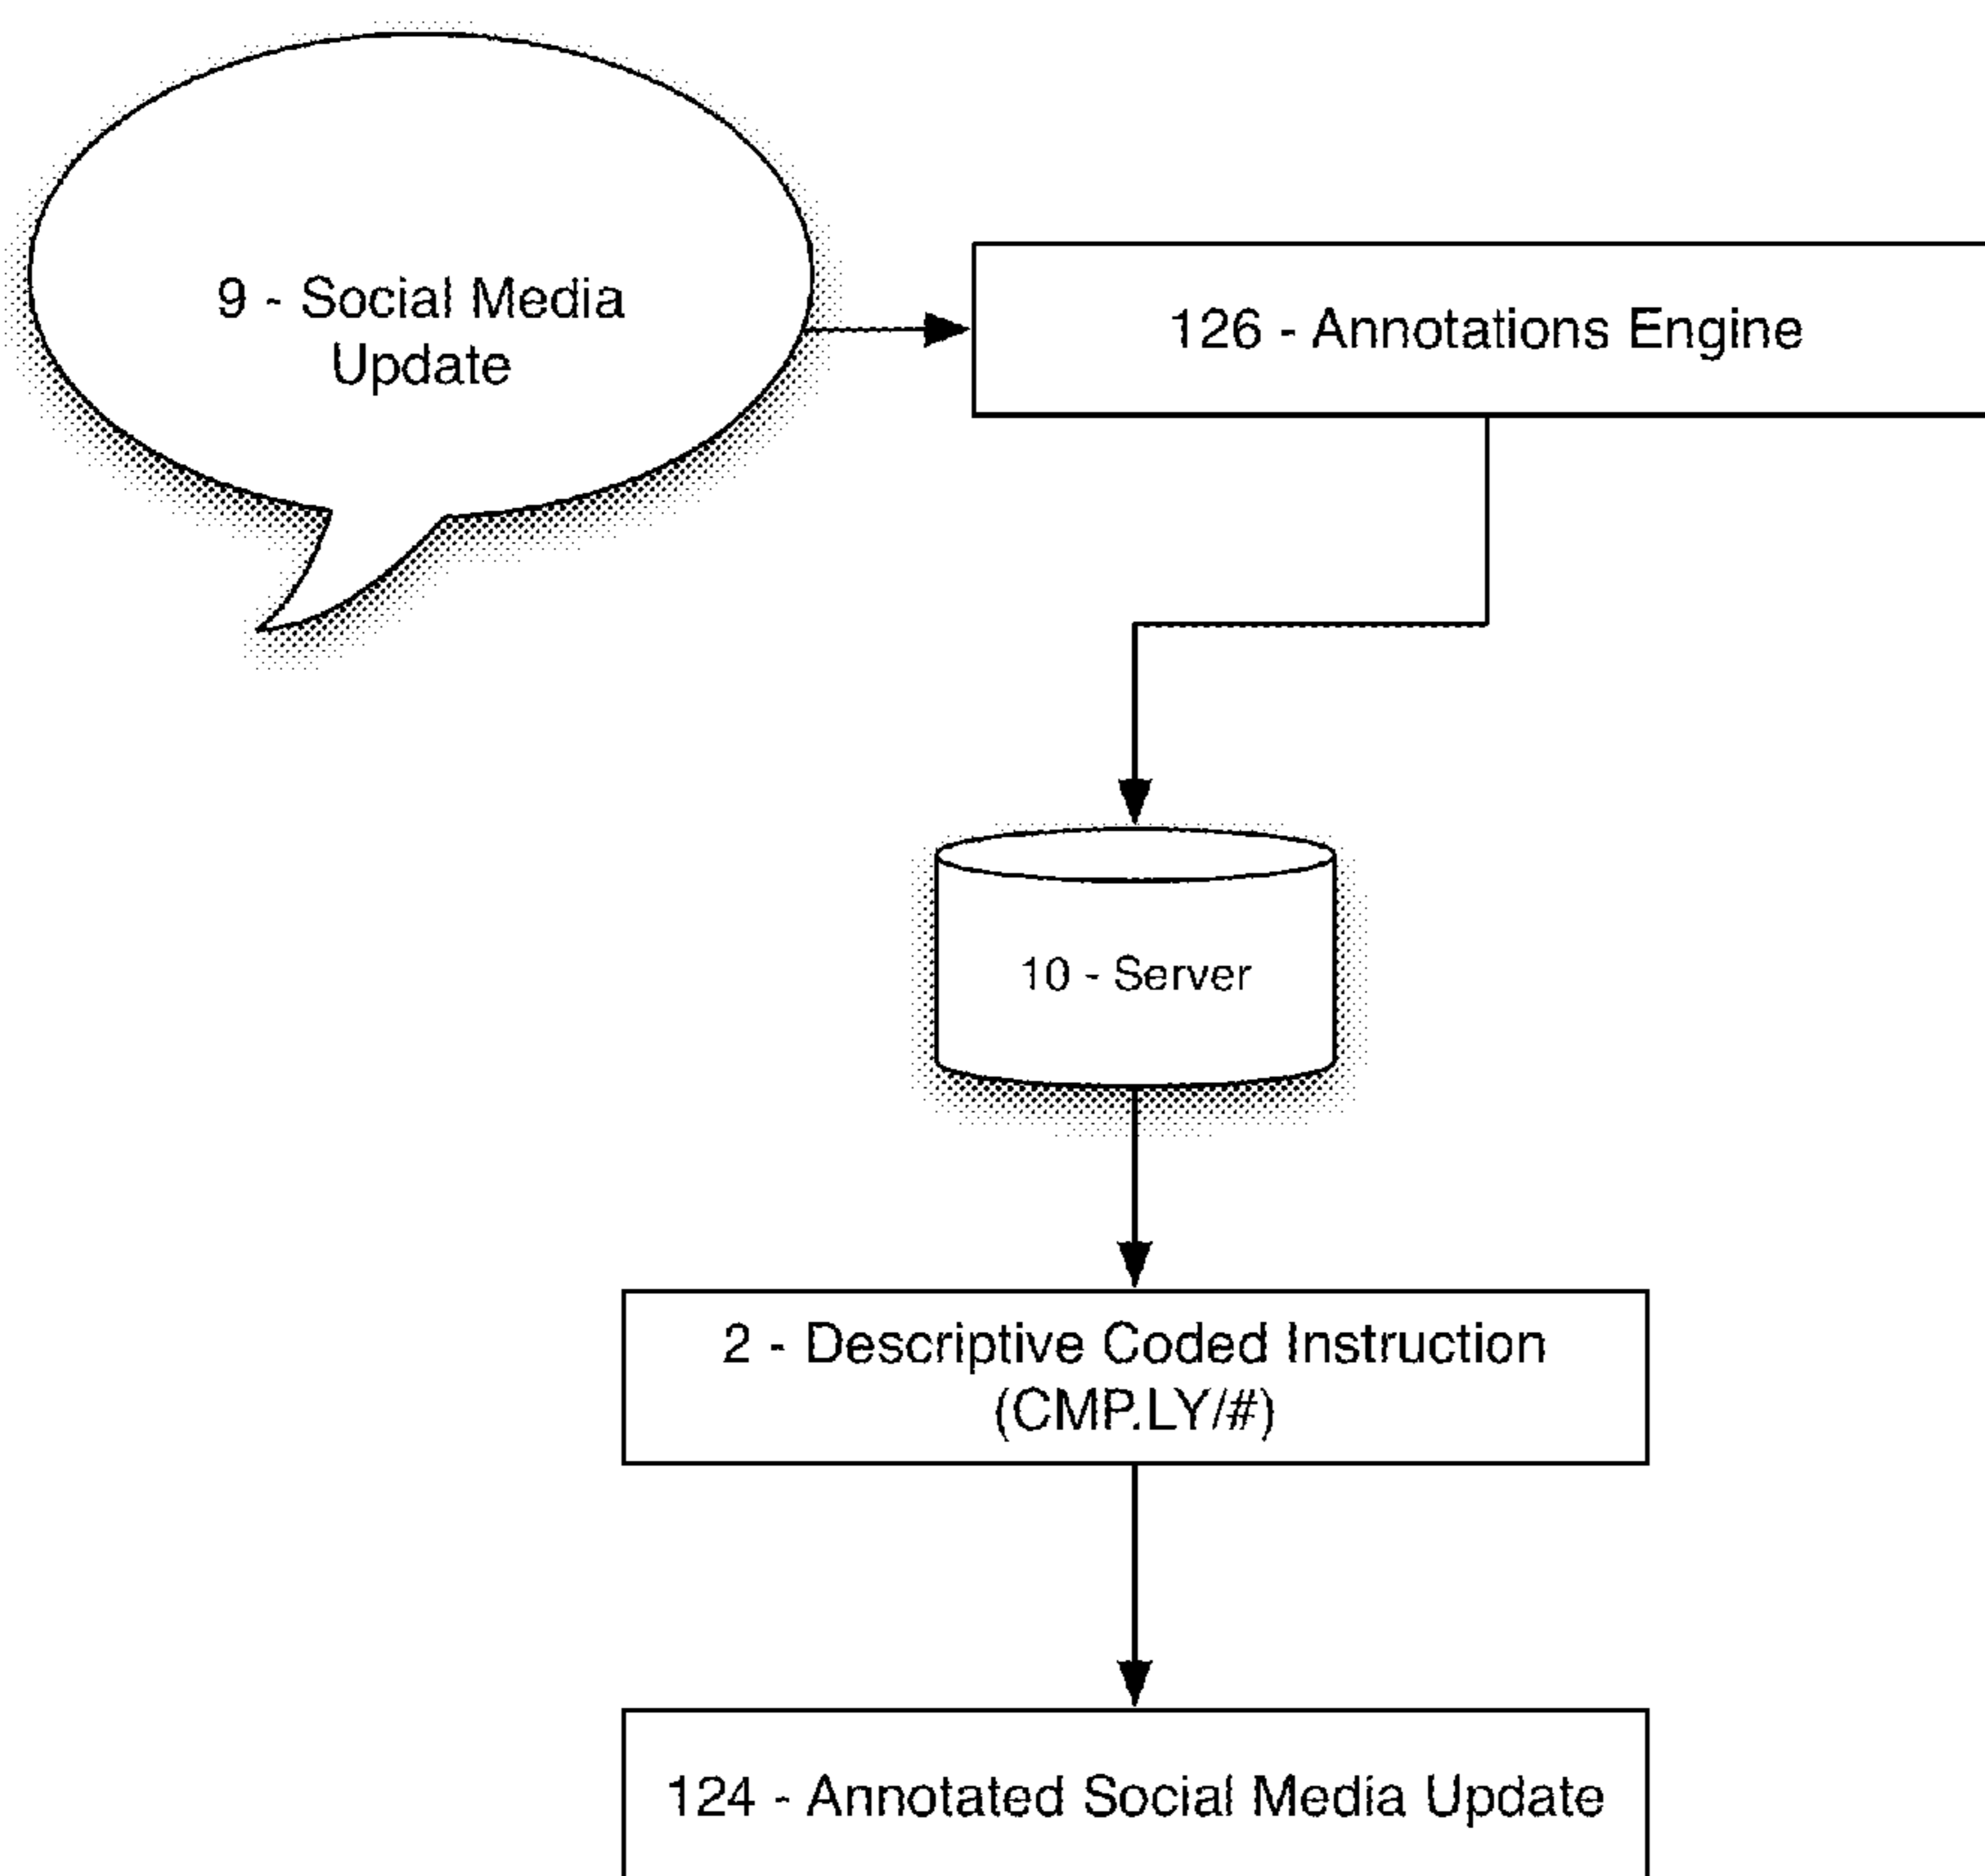 9 - Social Media
Update
126 - Annotations Engine
10 - Server
2 - Descriptive Coded Instruction
(CMP.LY/#)
124 - Annotated Social Media Update